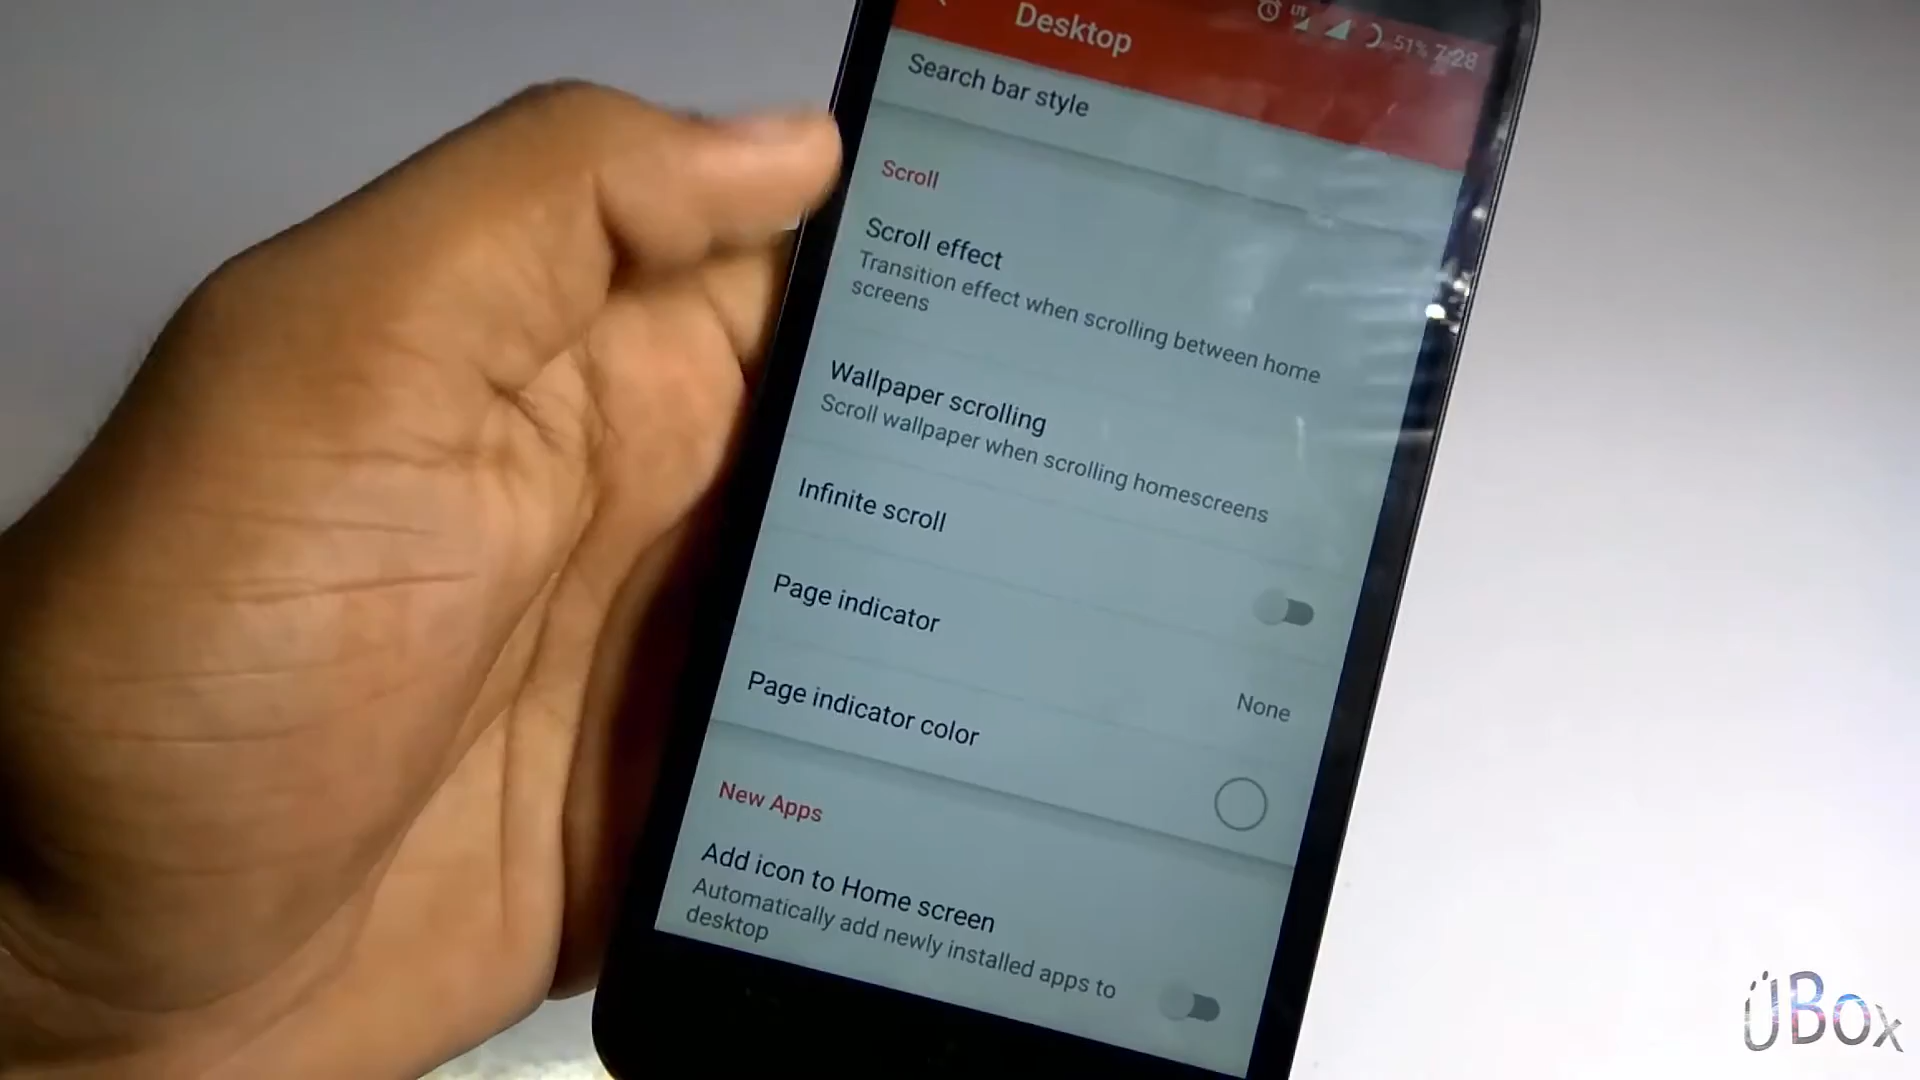 Desktop
LTE
51% 7:28
Search bar style
Scroll
Scroll effect
Transition effect when scrolling between home
screens
Wallpaper scrolling
Scroll wallpaper when scrolling homescreens
Infinite scroll
Page indicator
None
Page indicator color
New Apps
Add icon to Home screen
Automatically add newly installed apps to
desktop
ÜBox